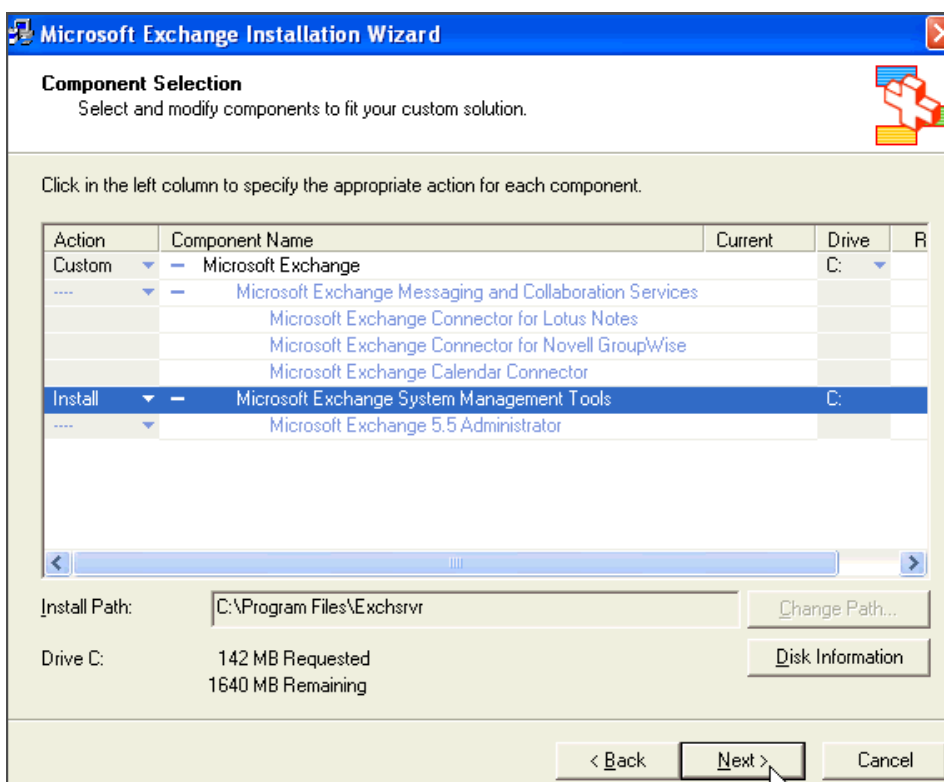 Microsoft Exchange Installation Wizard
Component Selection
Select and modify components to fit your custom solution.
Click in the left column to specify the appropriate action for each component.
Action Component Name Current Drive R
Custom Microsoft Exchange C:
---- Microsoft Exchange Messaging and Collaboration Services
Microsoft Exchange Connector for Lotus Notes
Microsoft Exchange Connector for Novell GroupWise
Microsoft Exchange Calendar Connector
Install Microsoft Exchange System Management Tools C:
---- Microsoft Exchange 5.5 Administrator
Install Path: C:\Program Files\Exchsrvr Change Path...
Drive C: 142 MB Requested Disk Information
1640 MB Remaining
< Back Next > Cancel